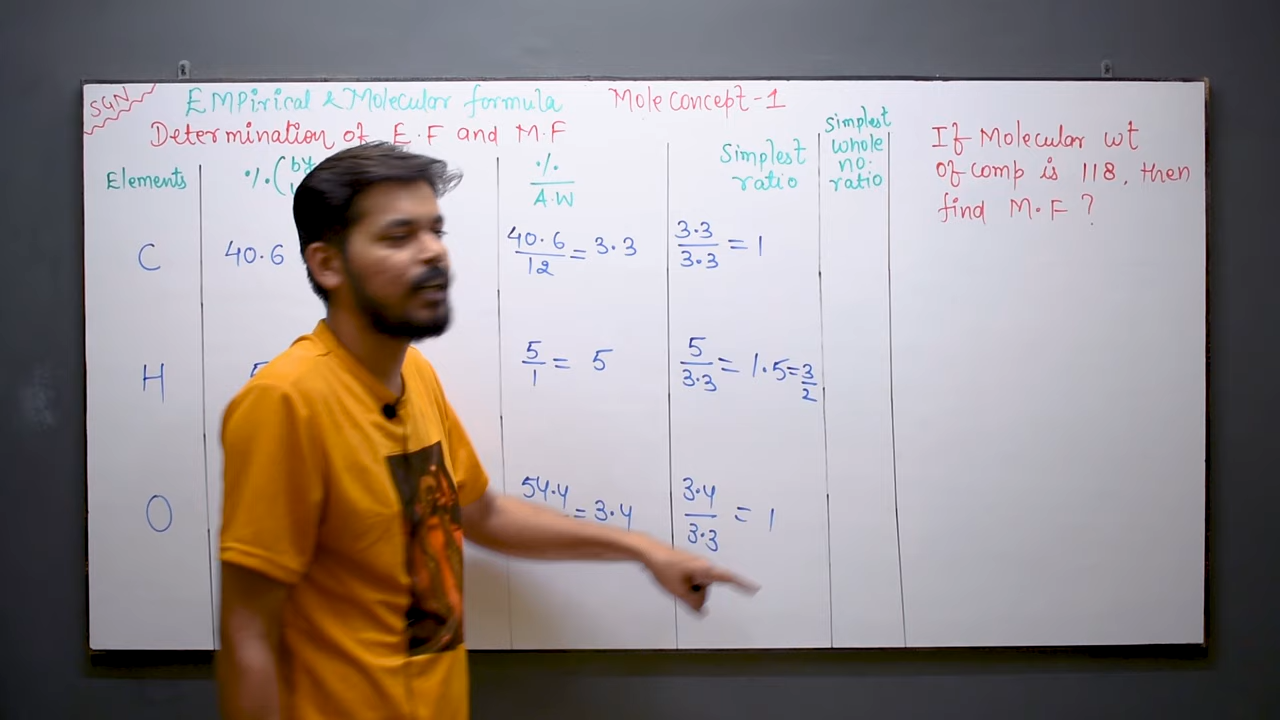 SGN
EMPirical & Molecular formula
Mole Concept-1
Determination of E.F and M.F
Elements
%(by
%
A.W
Simplest
ratio
Simplest
whole
no.
ratio
If Molecular wt
of comp is 118, then
find M.F ?
C
40.6
40.6/12 = 3.3
3.3/3.3 = 1
H
5
5/1 = 5
5/3.3 = 1.5 = 3/2
O
54.4
= 3.4
3.4/3.3 = 1